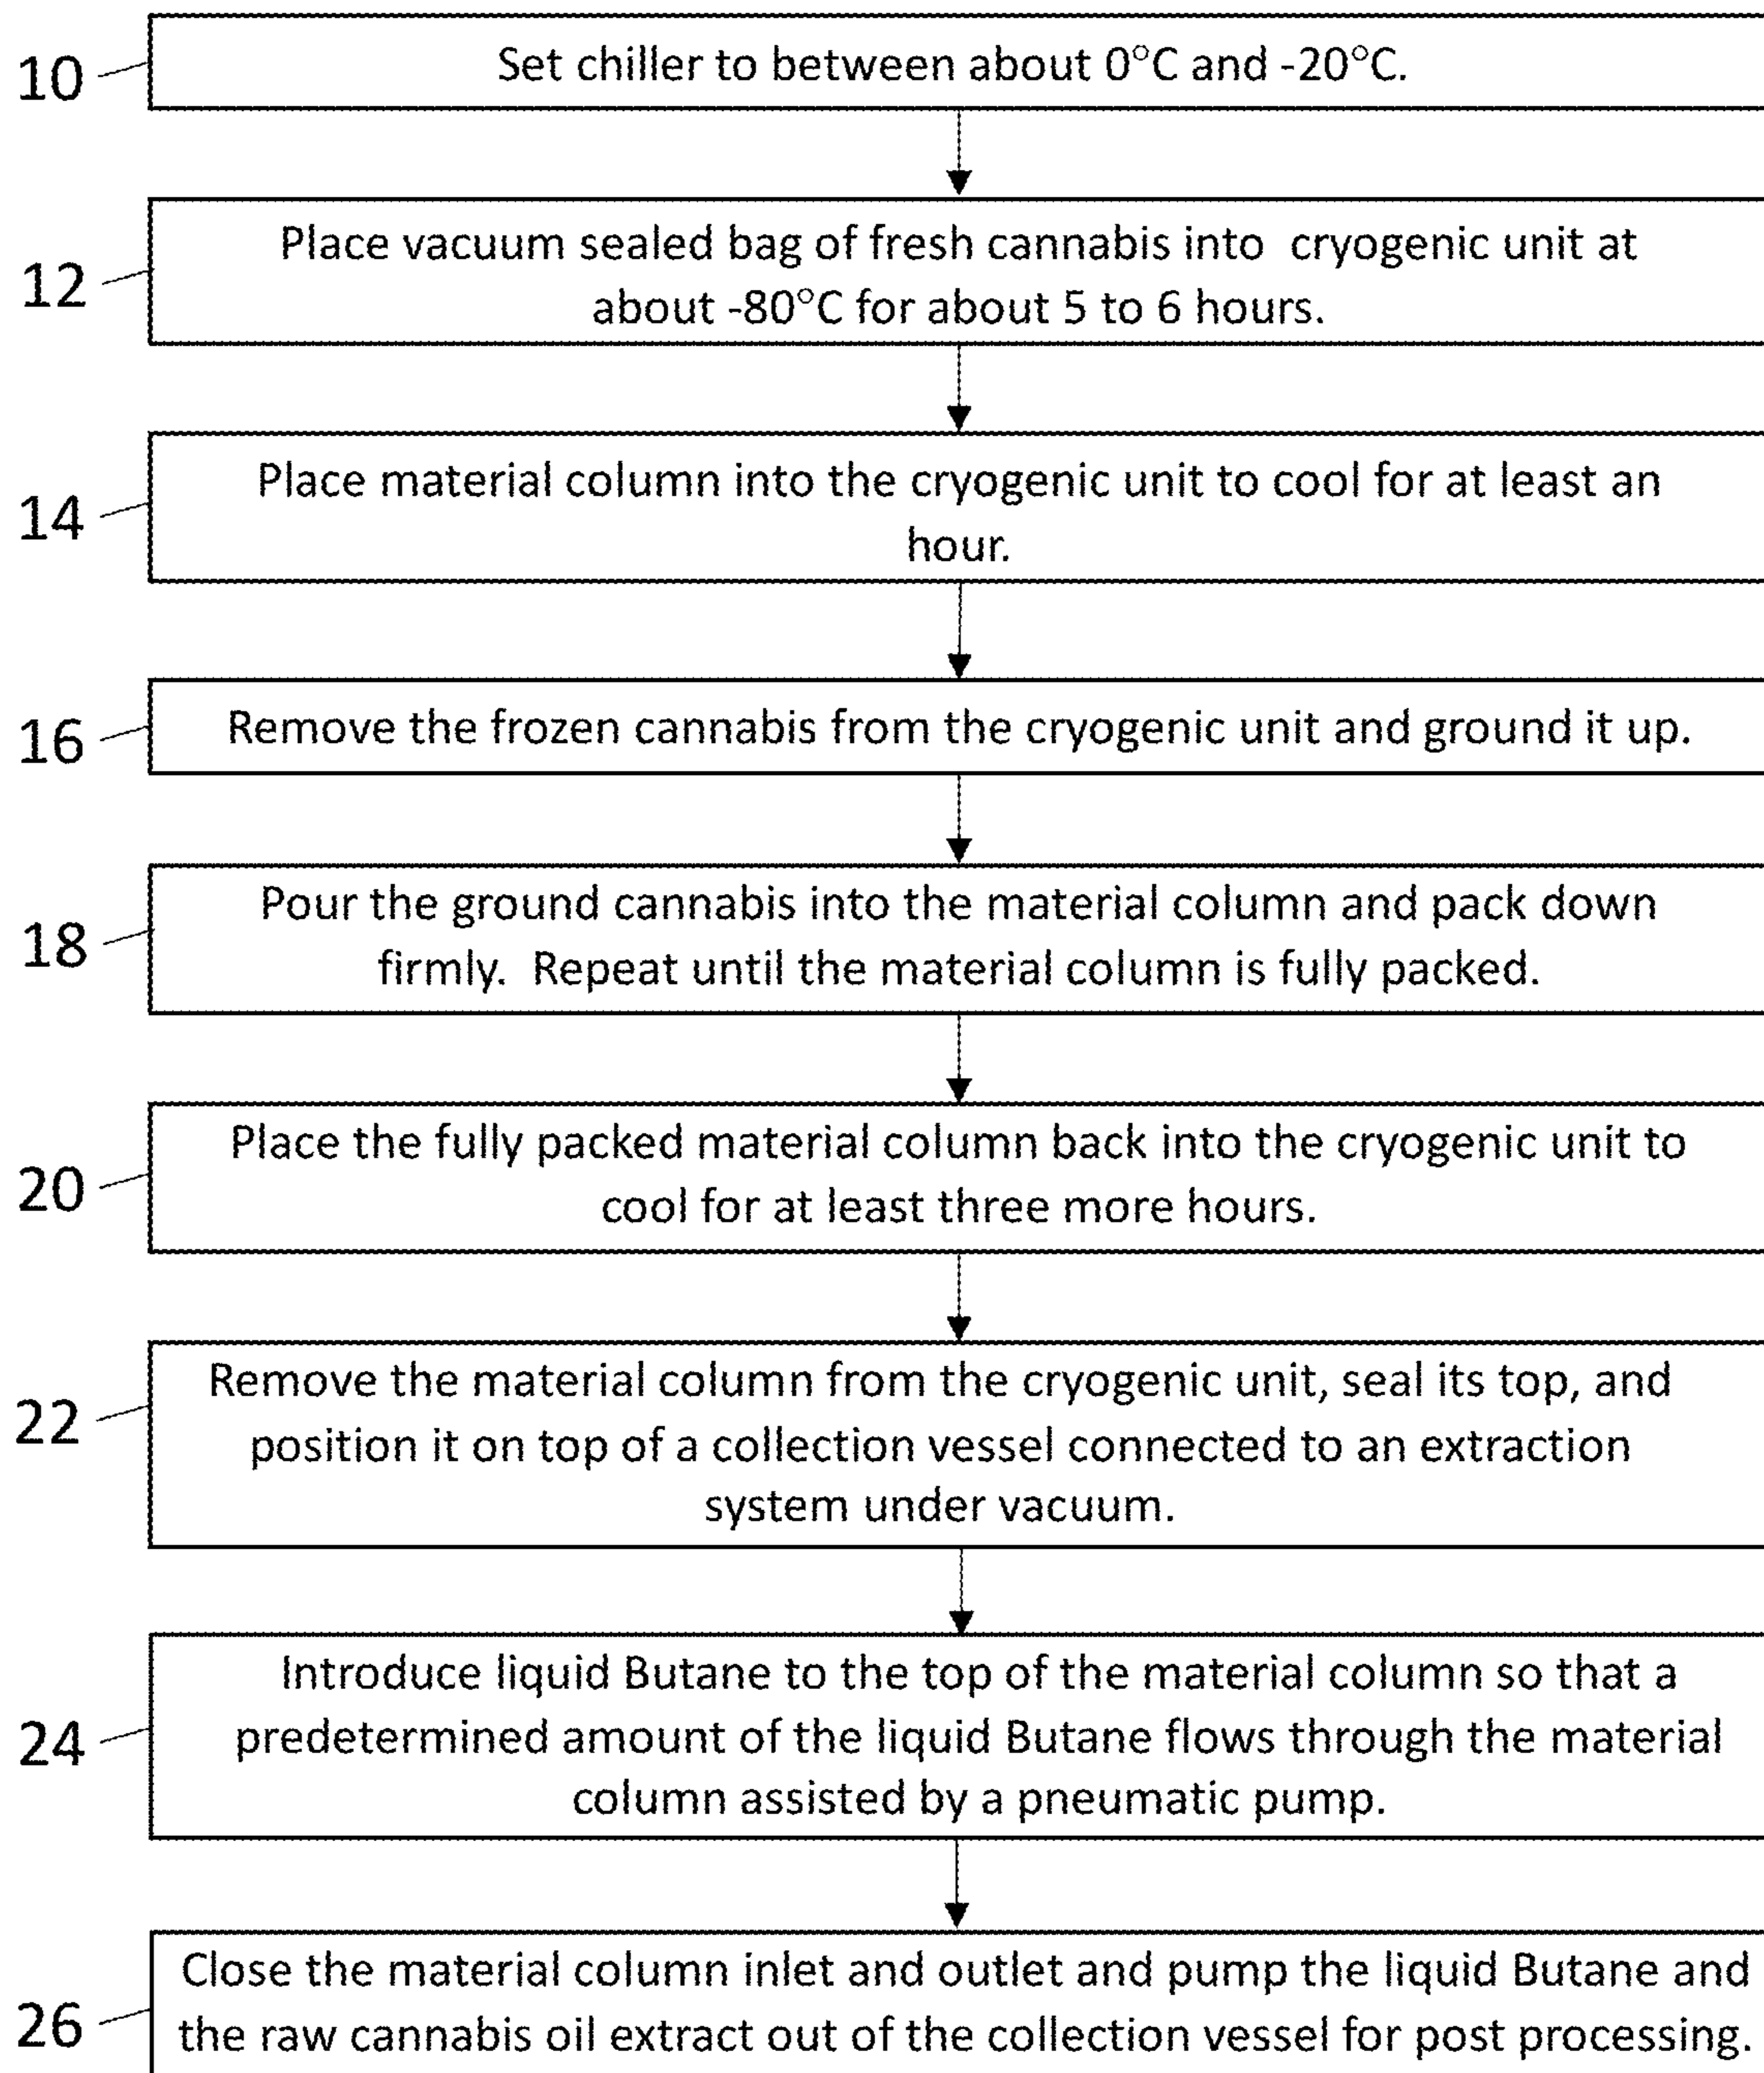 10
Set chiller to between about 0°C and -20°C.
12
Place vacuum sealed bag of fresh cannabis into  cryogenic unit at
about -80°C for about 5 to 6 hours.
14
Place material column into the cryogenic unit to cool for at least an
hour.
16
Remove the frozen cannabis from the cryogenic unit and ground it up.
18
Pour the ground cannabis into the material column and pack down
firmly.  Repeat until the material column is fully packed.
20
Place the fully packed material column back into the cryogenic unit to
cool for at least three more hours.
22
Remove the material column from the cryogenic unit, seal its top, and
position it on top of a collection vessel connected to an extraction
system under vacuum.
24
Introduce liquid Butane to the top of the material column so that a
predetermined amount of the liquid Butane flows through the material
column assisted by a pneumatic pump.
26
Close the material column inlet and outlet and pump the liquid Butane and
the raw cannabis oil extract out of the collection vessel for post processing.